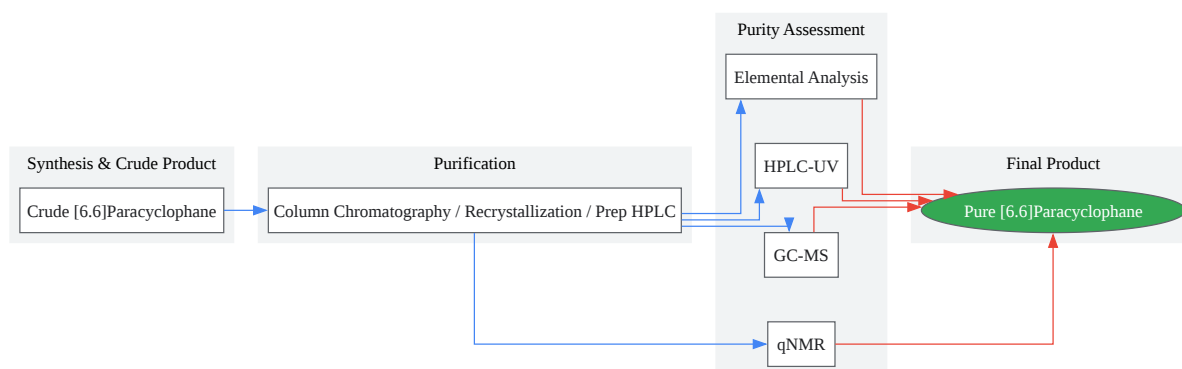 Synthesis & Crude Product
Crude [6.6]Paracyclophane
Purification
Column Chromatography / Recrystallization / Prep HPLC
Purity Assessment
Elemental Analysis
HPLC-UV
GC-MS
qNMR
Final Product
Pure [6.6]Paracyclophane